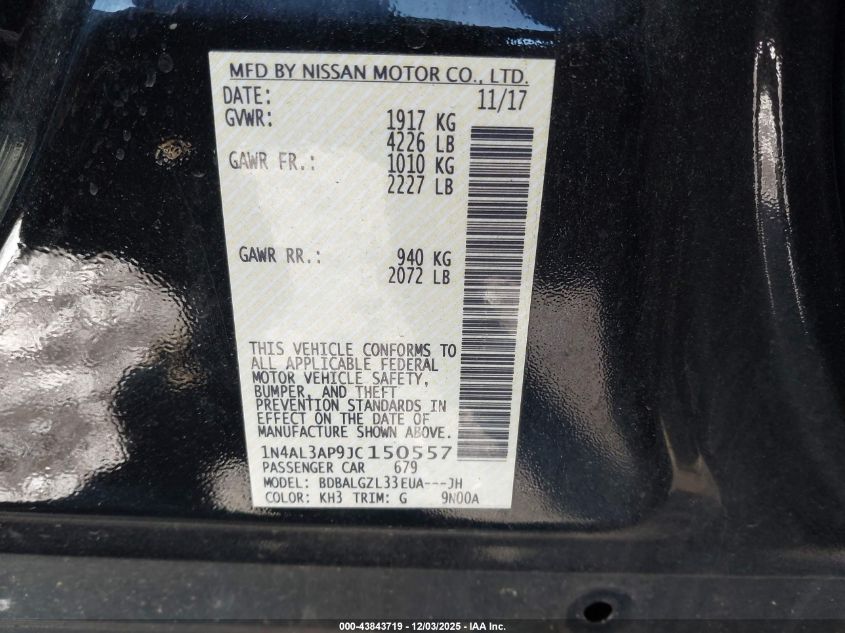 MFD BY NISSAN MOTOR CO., LTD.
DATE: 11/17
GVWR: 1917 KG
4226 LB
GAWR FR.: 1010 KG
2227 LB
GAWR RR.: 940 KG
2072 LB
THIS VEHICLE CONFORMS TO
ALL APPLICABLE FEDERAL
MOTOR VEHICLE SAFETY,
BUMPER, AND THEFT
PREVENTION STANDARDS IN
EFFECT ON THE DATE OF
MANUFACTURE SHOWN ABOVE.
1N4AL3AP9JC150557
PASSENGER CAR 679
MODEL: BDBALGZL33EUA---JH
COLOR: KH3 TRIM: G 9N00A
000-43843719 - 12/03/2025 - IAA Inc.